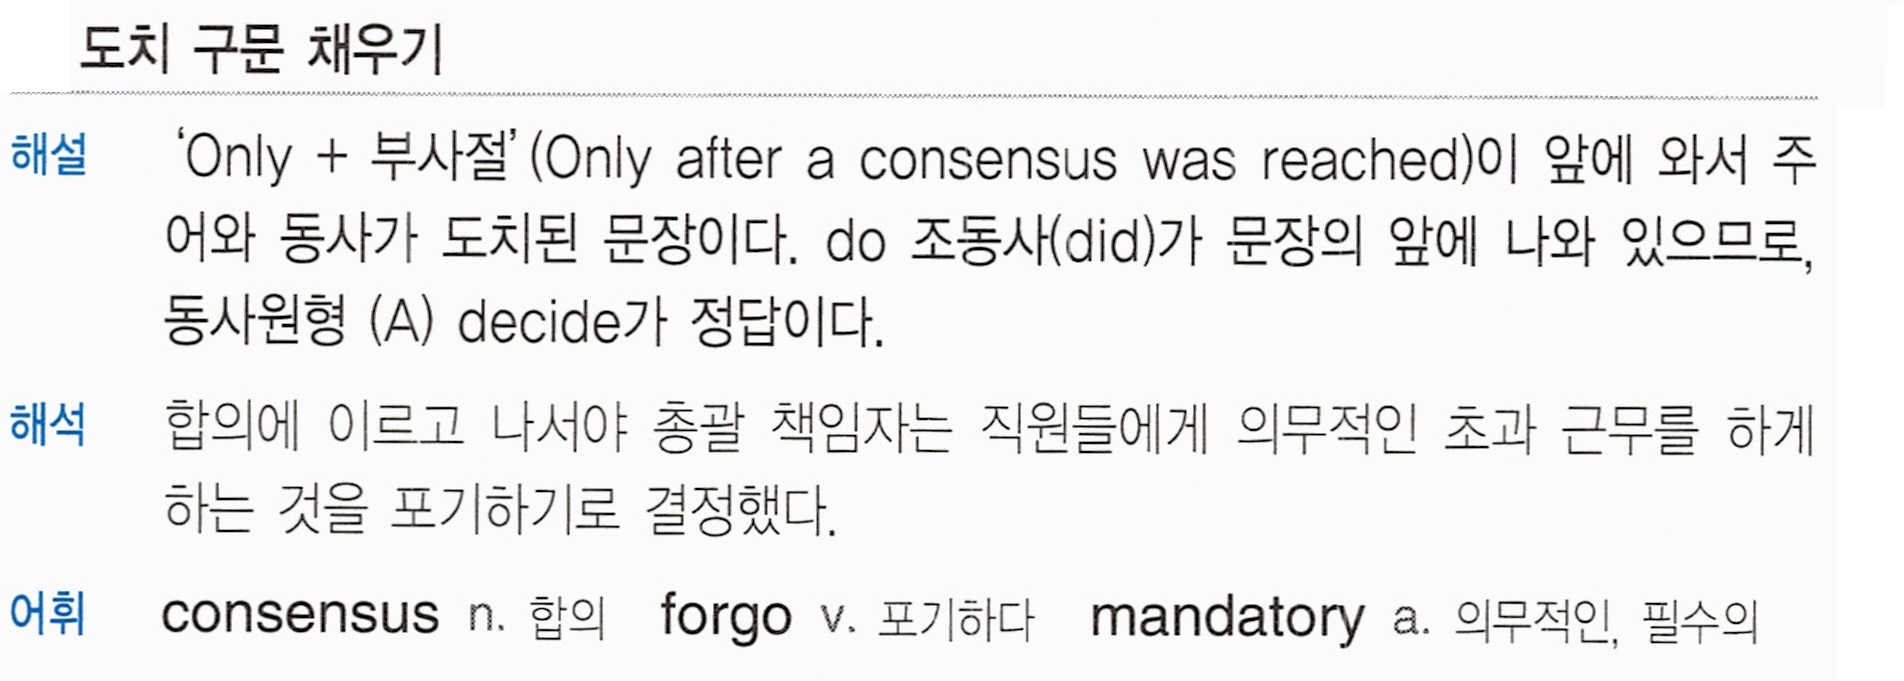 도치 구문 채우기
해설 ‘Only + 부사절’(Only after a consensus was reached)이 앞에 와서 주
어와 동사가 도치된 문장이다. do 조동사(did)가 문장의 앞에 나와 있으므로,
동사원형 (A) decide가 정답이다.
해석 합의에 이르고 나서야 총괄 책임자는 직원들에게 의무적인 초과 근무를 하게
하는 것을 포기하기로 결정했다.
어휘 consensus n. 합의 forgo v. 포기하다 mandatory a. 의무적인, 필수의